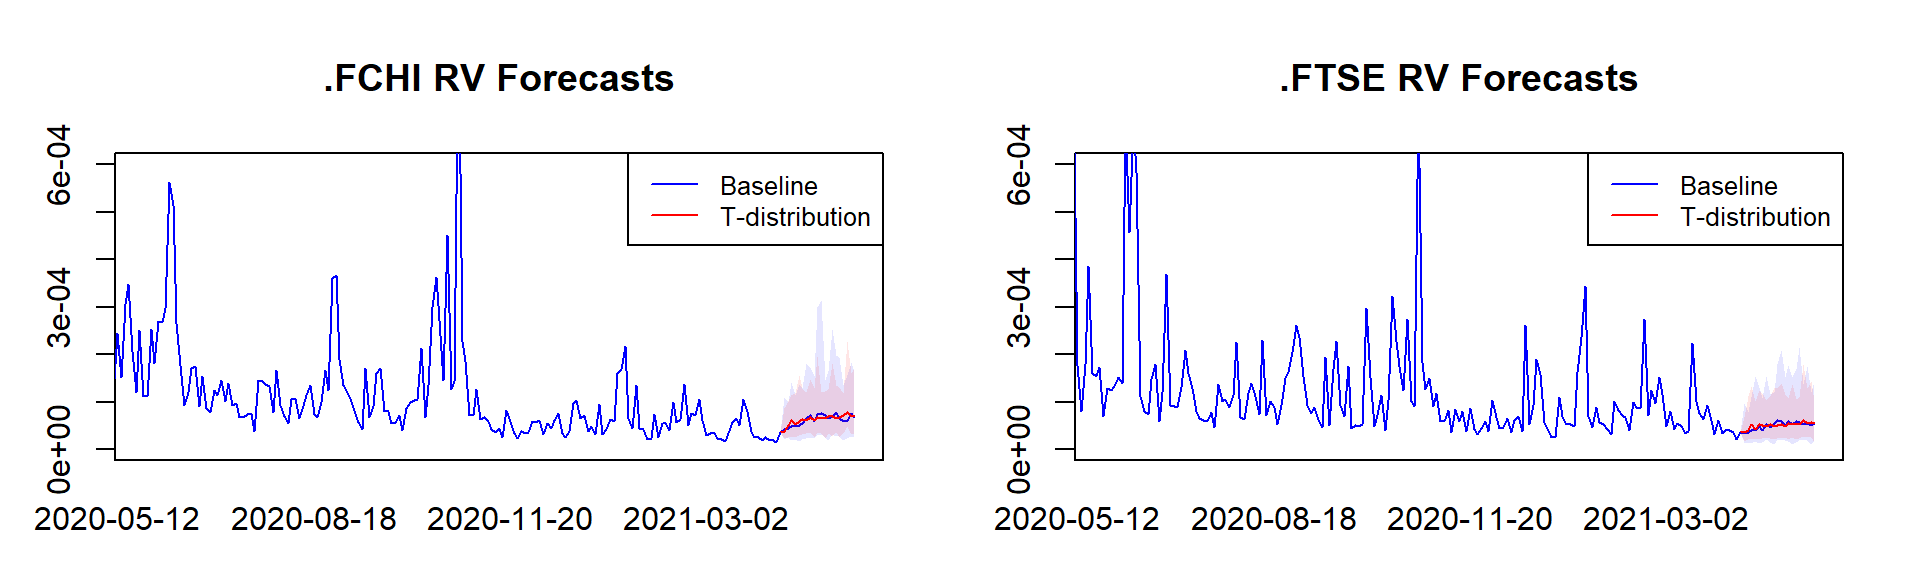 .FCHI RV Forecasts
6e-04
3e-04
0e+00
Baseline
T-distribution
2020-05-12
2020-08-18
2020-11-20
2021-03-02
.FTSE RV Forecasts
6e-04
3e-04
0e+00
Baseline
T-distribution
2020-05-12
2020-08-18
2020-11-20
2021-03-02